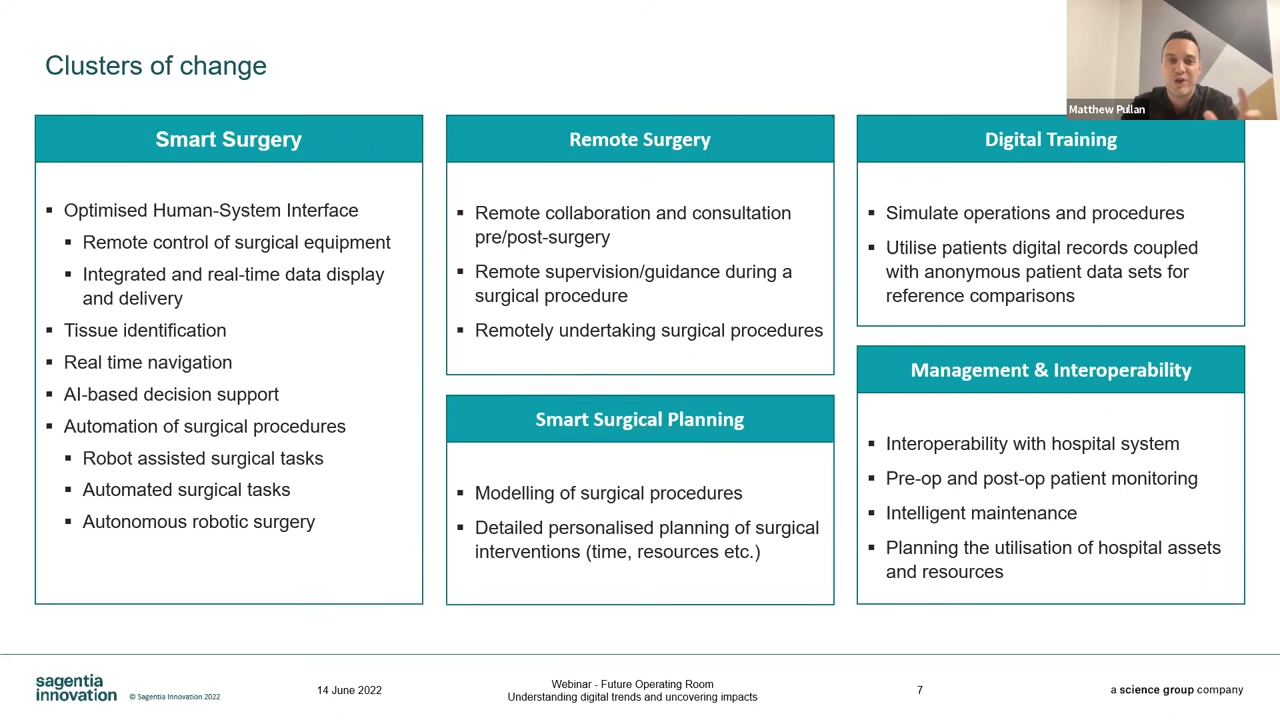 Clusters of change
Matthew Pullan
Smart Surgery
▪ Optimised Human-System Interface
▪ Remote control of surgical equipment
▪ Integrated and real-time data display
and delivery
▪ Tissue identification
▪ Real time navigation
▪ AI-based decision support
▪ Automation of surgical procedures
▪ Robot assisted surgical tasks
▪ Automated surgical tasks
▪ Autonomous robotic surgery
Remote Surgery
▪ Remote collaboration and consultation
pre/post-surgery
▪ Remote supervision/guidance during a
surgical procedure
▪ Remotely undertaking surgical procedures
Smart Surgical Planning
▪ Modelling of surgical procedures
▪ Detailed personalised planning of surgical
interventions (time, resources etc.)
Digital Training
▪ Simulate operations and procedures
▪ Utilise patients digital records coupled
with anonymous patient data sets for
reference comparisons
Management & Interoperability
▪ Interoperability with hospital system
▪ Pre-op and post-op patient monitoring
▪ Intelligent maintenance
▪ Planning the utilisation of hospital assets
and resources
sagentia
innovation
© Sagentia Innovation 2022
14 June 2022
Webinar - Future Operating Room
Understanding digital trends and uncovering impacts
7
a science group company